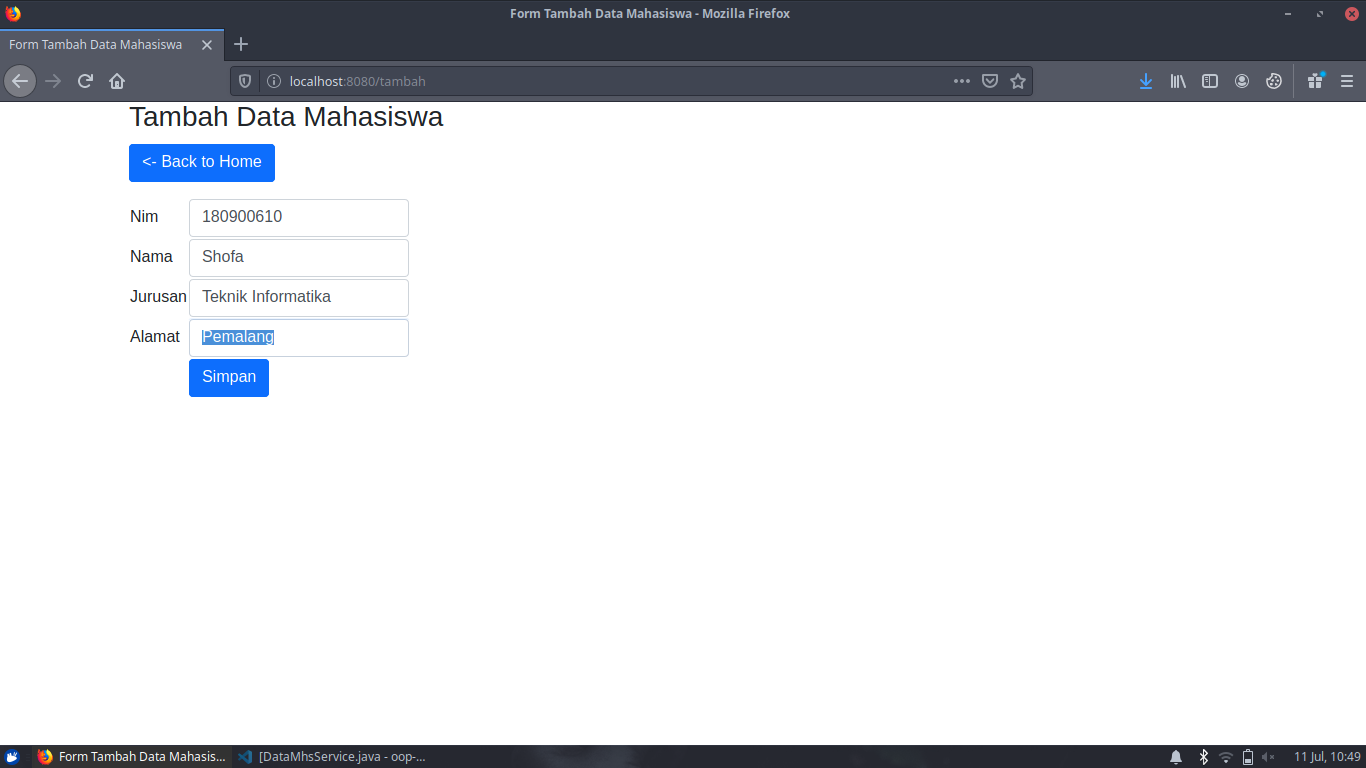 Form Tambah Data Mahasiswa - Mozilla Firefox
Form Tambah Data Mahasiswa
localhost:8080/tambah
Tambah Data Mahasiswa
<- Back to Home
Nim 180900610
Nama Shofa
Jurusan Teknik Informatika
Alamat Pemalang
Simpan
Form Tambah Data Mahasis... [DataMhsService.java - oop-... 11 Jul, 10:49